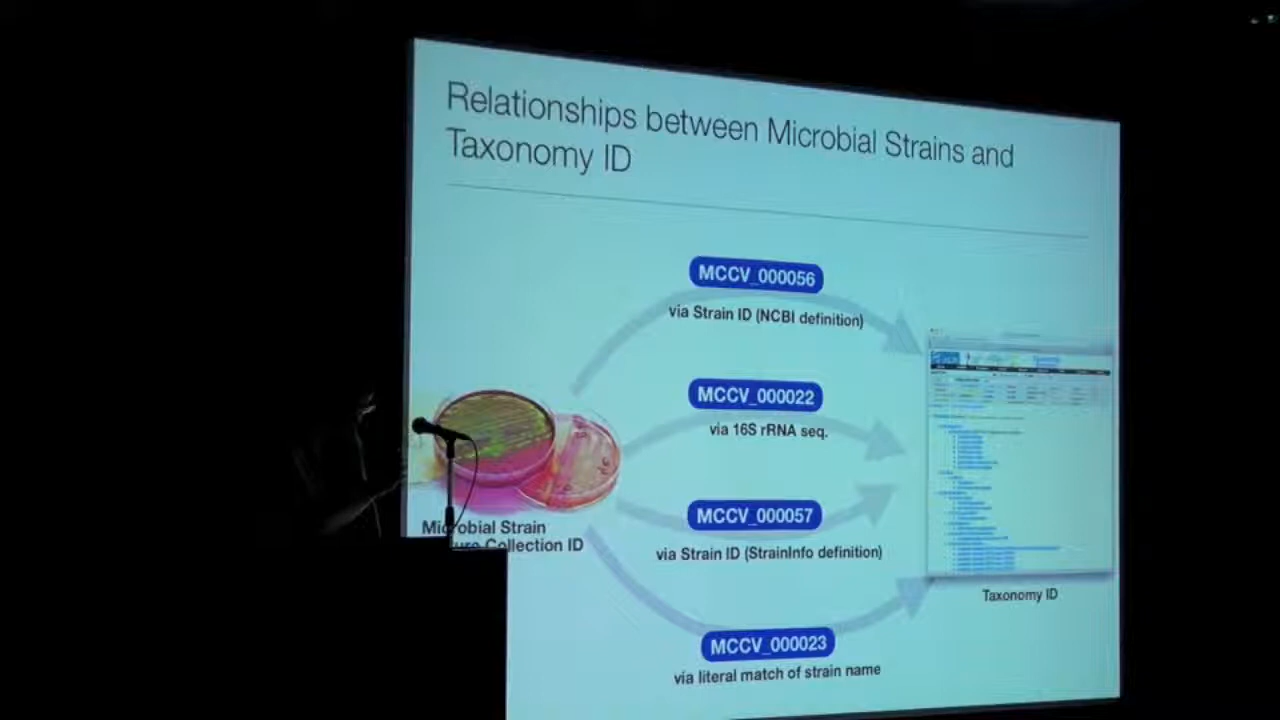 Relationships between Microbial Strains and
Taxonomy ID
MCCV_000056
via Strain ID (NCBI definition)
MCCV_000022
via 16S rRNA seq.
MCCV_000057
via Strain ID (StrainInfo definition)
MCCV_000023
via literal match of strain name
Microbial Strain
Collection ID
Taxonomy ID